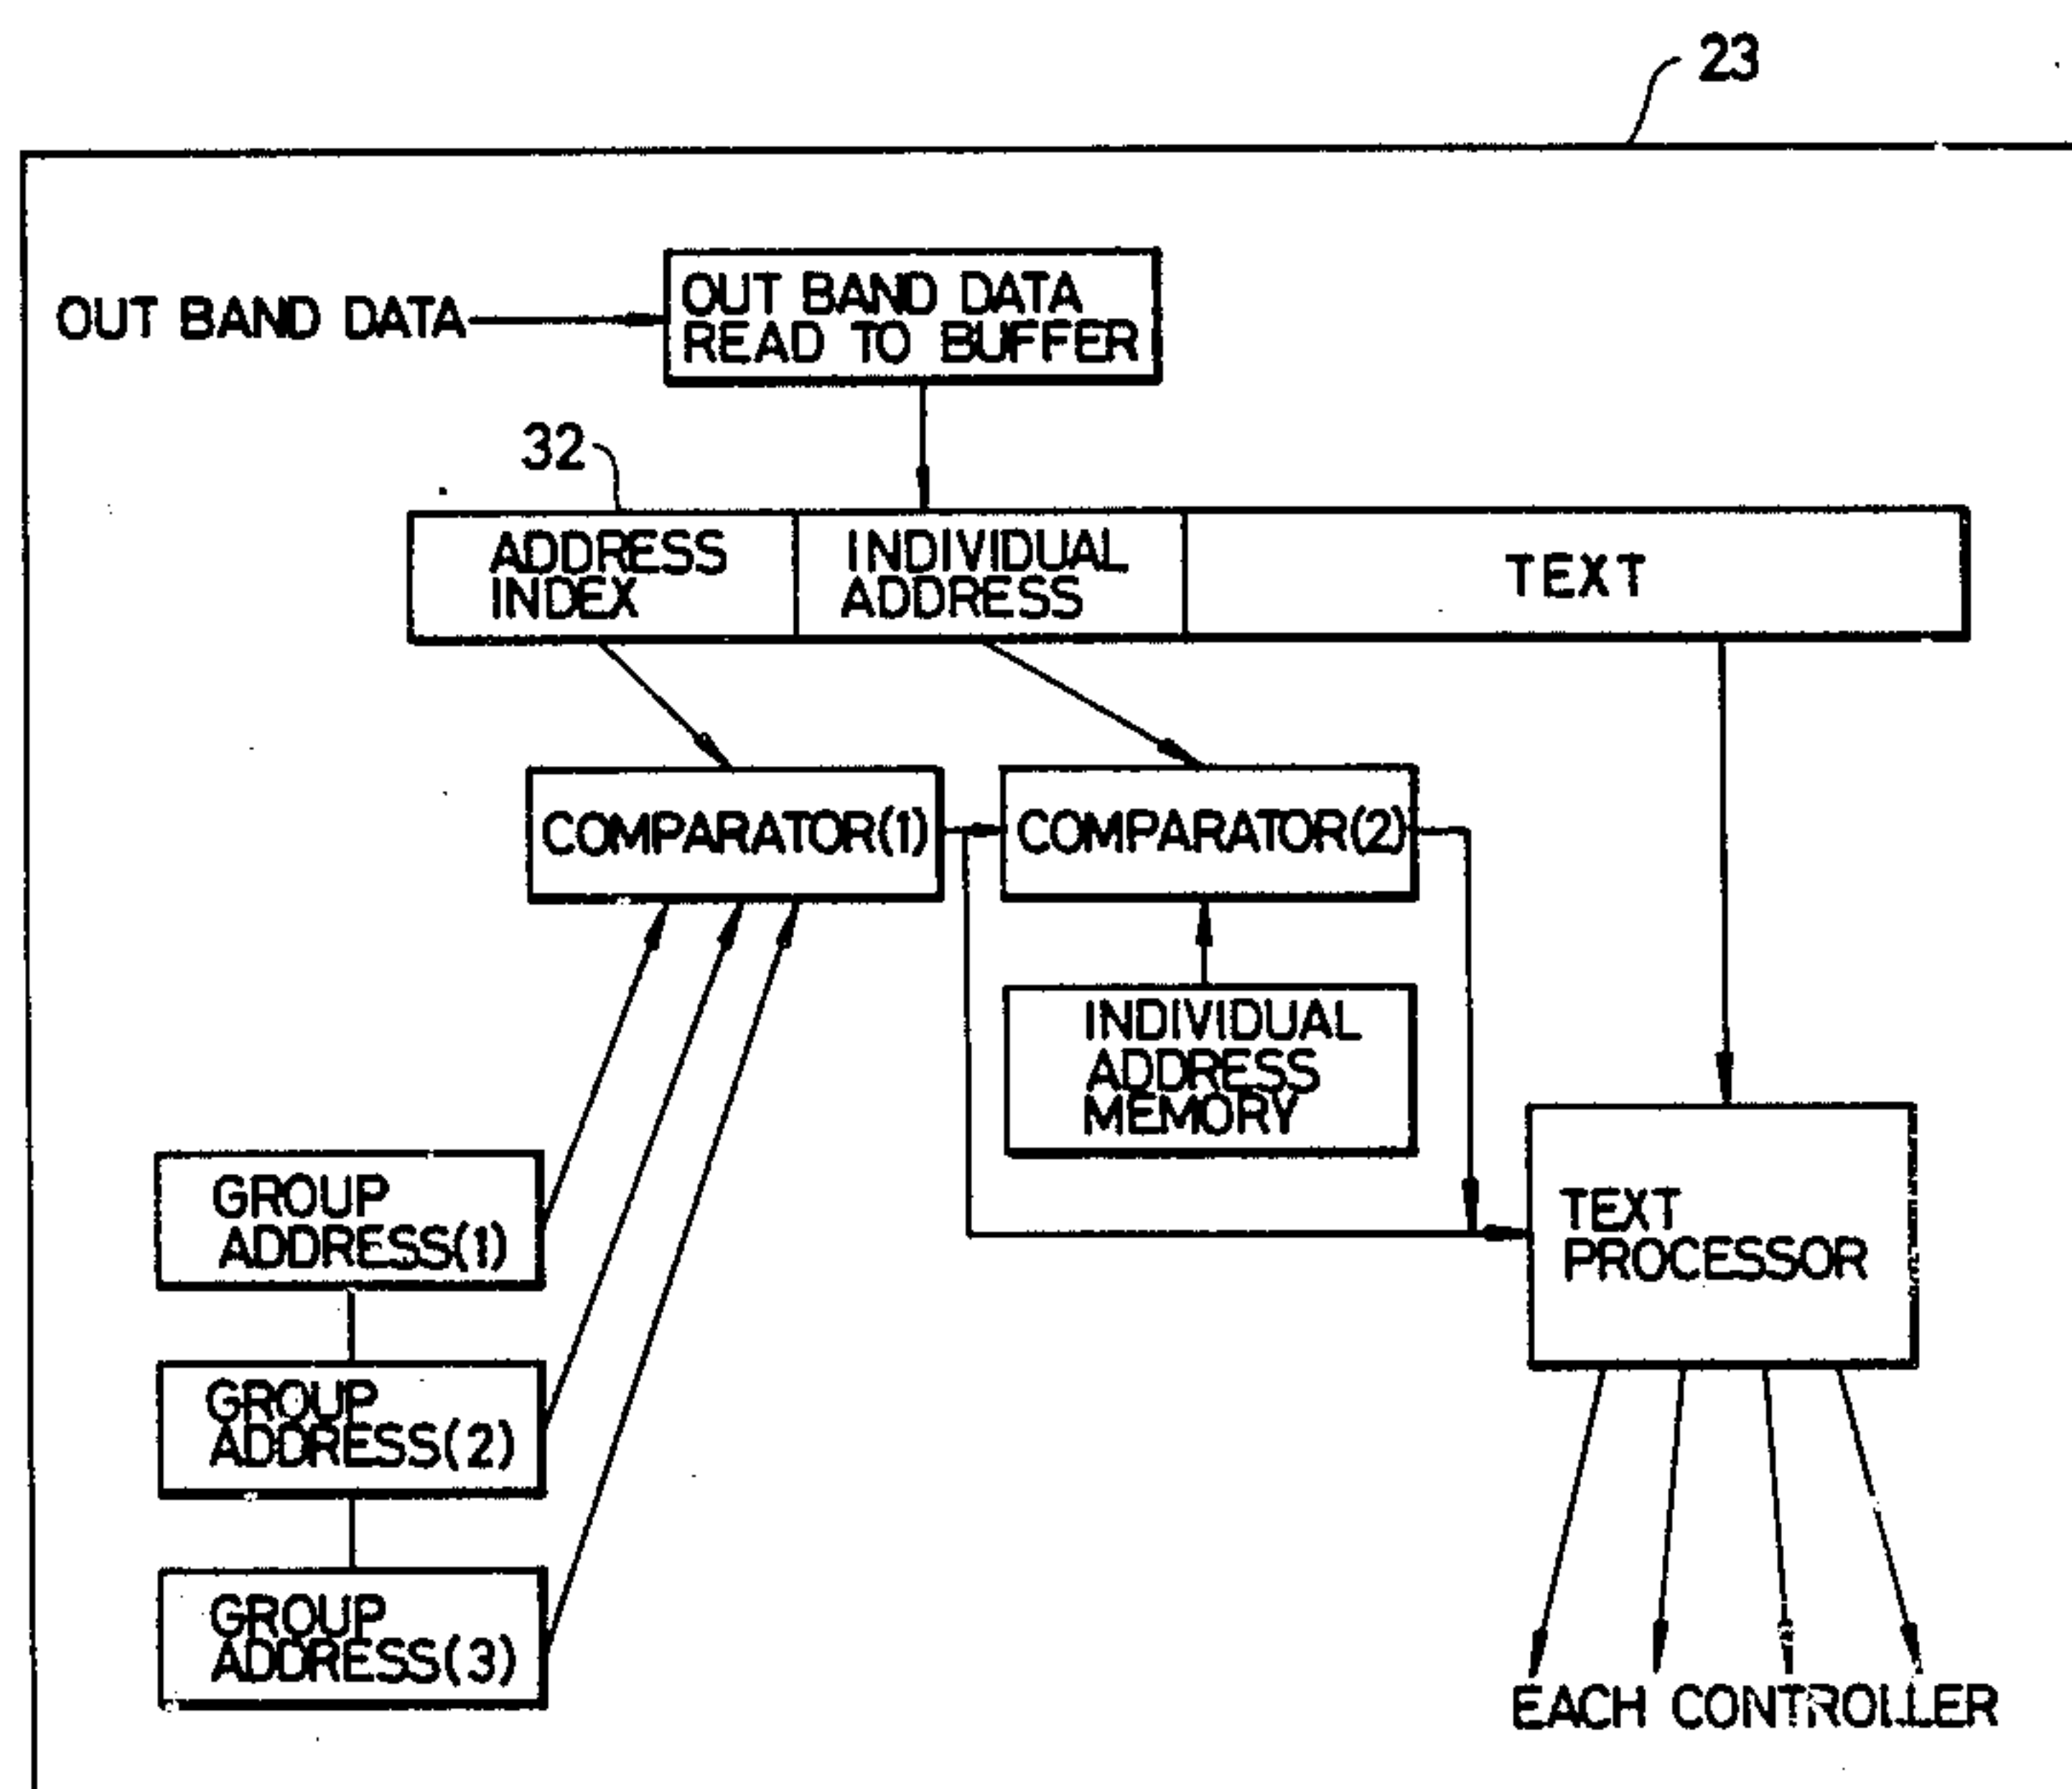 23
OUT BAND DATA
OUT BAND DATA
READ TO BUFFER
32
ADDRESS
INDEX
INDIVIDUAL
ADDRESS
TEXT
COMPARATOR(1)
COMPARATOR(2)
INDIVIDUAL
ADDRESS
MEMORY
GROUP
ADDRESS(1)
TEXT
PROCESSOR
GROUP
ADDRESS(2)
GROUP
ADDRESS(3)
EACH CONTROLLER